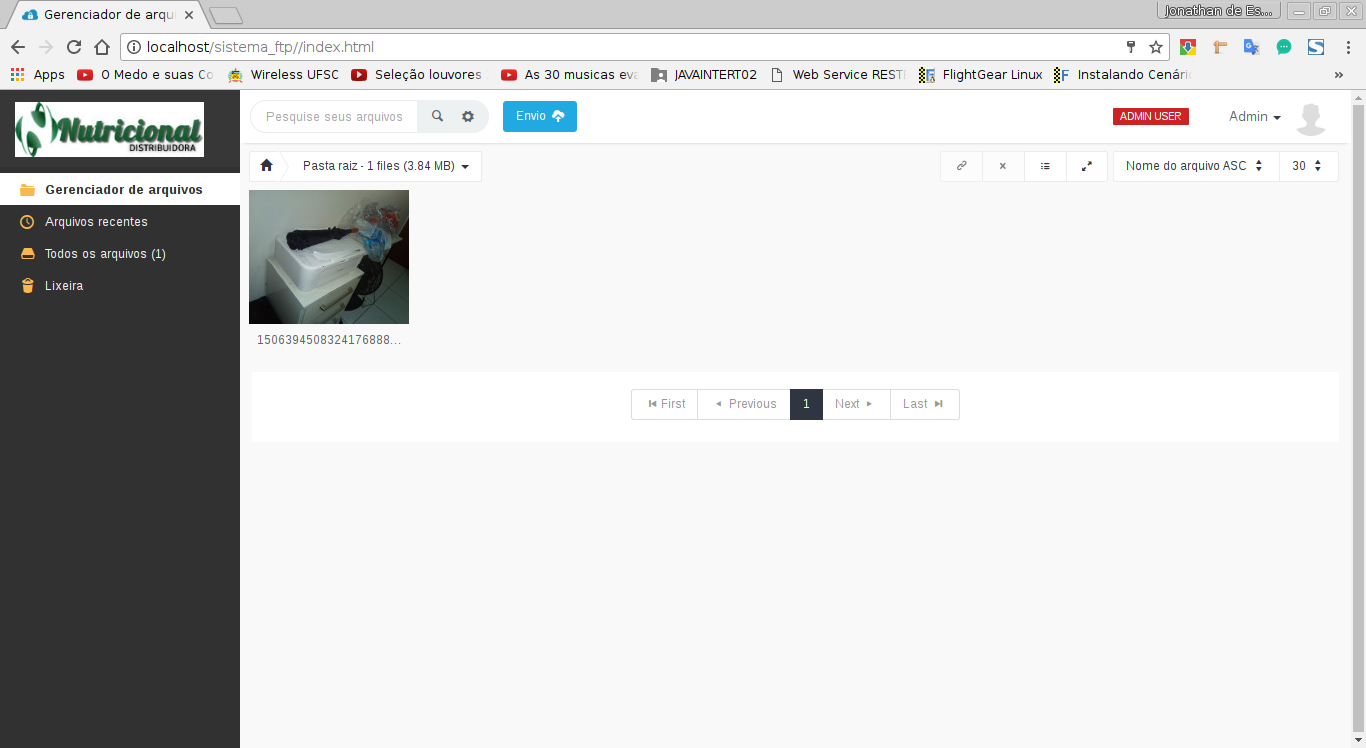 Gerenciador de arqu
Jonathan de Es...
localhost/sistema_ftp//index.html
Apps O Medo e suas Co Wireless UFSC Seleção louvores As 30 musicas eva JAVAINTERT02 Web Service REST FlightGear Linux Instalando Cenári »
Nutricional
DISTRIBUIDORA
Pesquise seus arquivos Envio ADMIN USER Admin
Pasta raiz - 1 files (3.84 MB) Nome do arquivo ASC 30
Gerenciador de arquivos
Arquivos recentes
Todos os arquivos (1)
Lixeira
1506394508324176888...
First Previous 1 Next Last